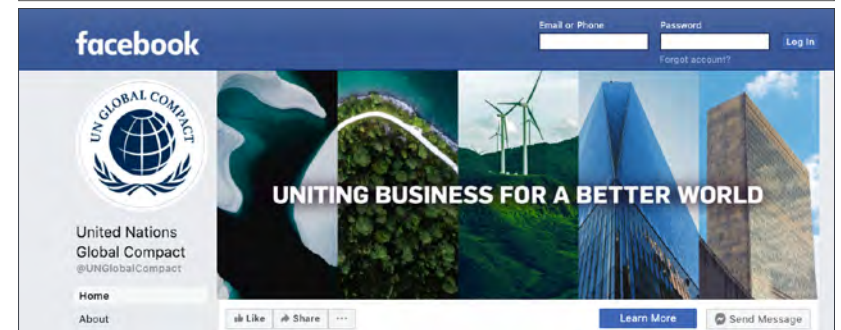 Email or Phone
Password
facebook
Log In
Forgot account?
UN GLOBAL COMPACT
UNITING BUSINESS FOR A BETTER WORLD
United Nations
Global Compact
@UNGlobalCompact
Home
About
Like
Share
...
Learn More
Send Message